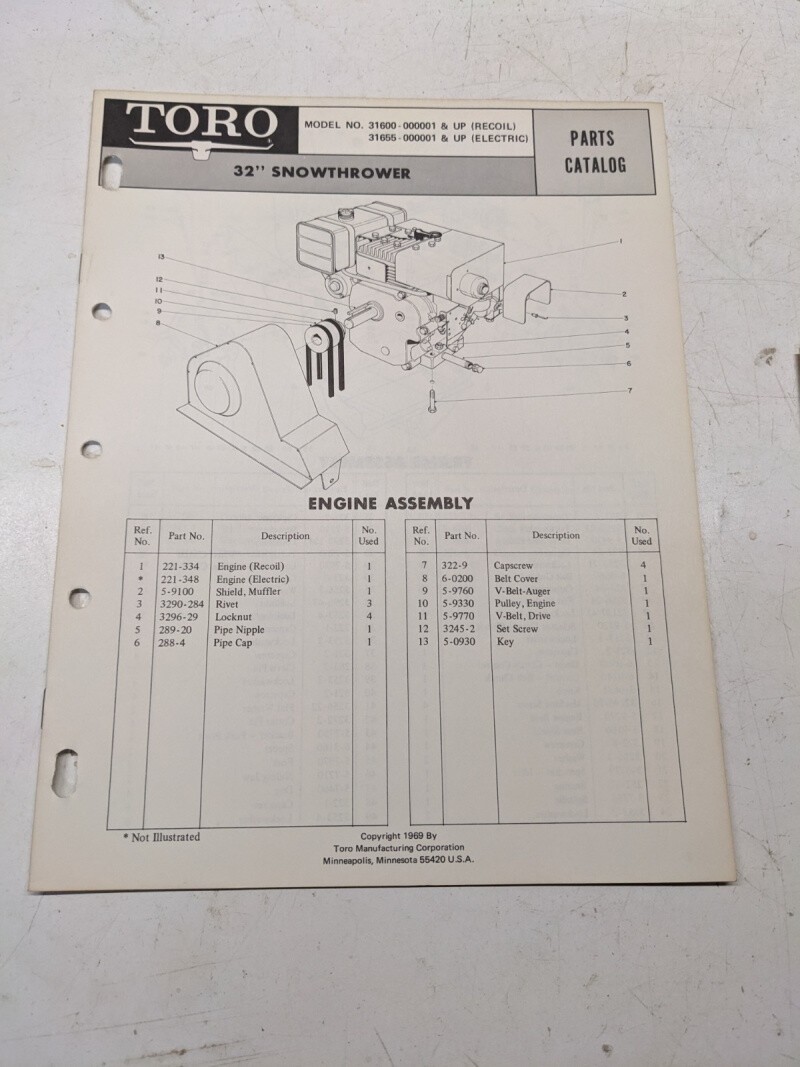 TORO
MODEL NO. 31600-000001 & UP (RECOIL)
31655-000001 & UP (ELECTRIC)
PARTS
CATALOG
32" SNOWTHROWER
1
2
3
4
5
6
7
13
12
11
10
9
8
ENGINE ASSEMBLY
Ref. No. Part No. Description No. Used
1 221-334 Engine (Recoil) 1
* 221-348 Engine (Electric) 1
2 5-9100 Shield, Muffler 1
3 3290-284 Rivet 3
4 3296-29 Locknut 4
5 289-20 Pipe Nipple 1
6 288-4 Pipe Cap 1
Ref. No. Part No. Description No. Used
7 322-9 Capscrew 4
8 6-0200 Belt Cover 1
9 5-9760 V-Belt-Auger 1
10 5-9330 Pulley, Engine 1
11 5-9770 V-Belt, Drive 1
12 3245-2 Set Screw 1
13 5-0930 Key 1
* Not Illustrated
Copyright 1969 By
Toro Manufacturing Corporation
Minneapolis, Minnesota 55420 U.S.A.